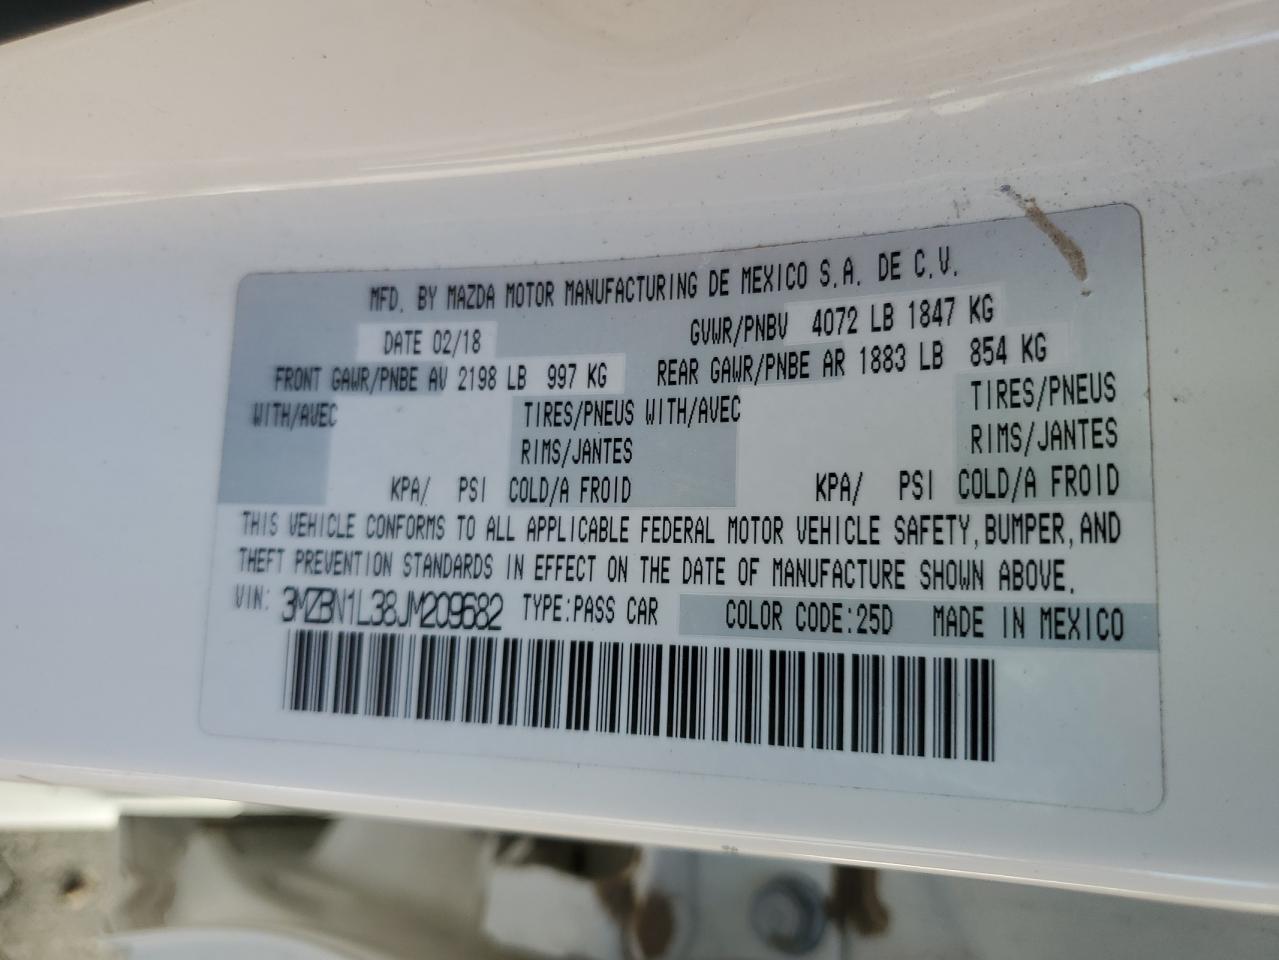 MFD. BY MAZDA MOTOR MANUFACTURING DE MEXICO S.A. DE C.V.
DATE 02/18 GVWR/PNBV 4072 LB 1847 KG
FRONT GAWR/PNBE AV 2198 LB 997 KG REAR GAWR/PNBE AR 1883 LB 854 KG
WITH/AVEC TIRES/PNEUS WITH/AVEC TIRES/PNEUS
RIMS/JANTES RIMS/JANTES
KPA/ PSI COLD/A FROID KPA/ PSI COLD/A FROID
THIS VEHICLE CONFORMS TO ALL APPLICABLE FEDERAL MOTOR VEHICLE SAFETY, BUMPER, AND
THEFT PREVENTION STANDARDS IN EFFECT ON THE DATE OF MANUFACTURE SHOWN ABOVE.
VIN: 3MZBN1L38JM209682 TYPE:PASS CAR COLOR CODE:25D MADE IN MEXICO